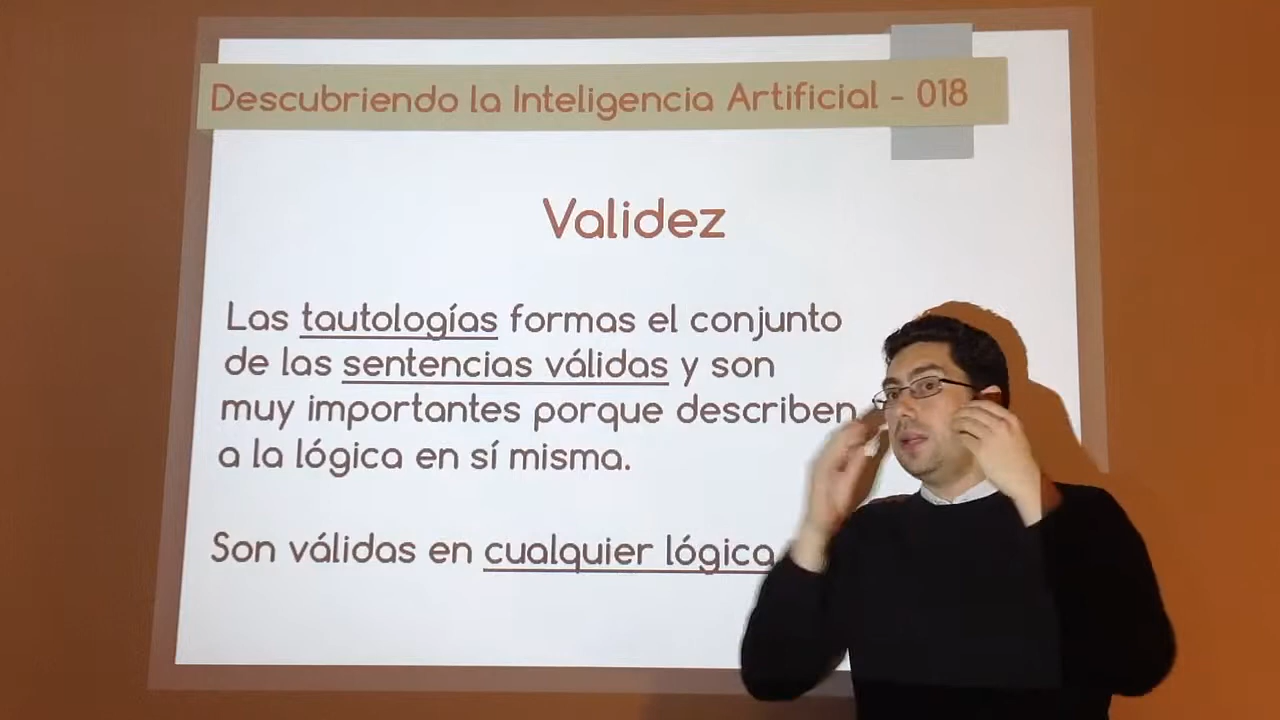 Descubriendo la Inteligencia Artificial - 018
Validez
Las tautologías formas el conjunto
de las sentencias válidas y son
muy importantes porque describen
a la lógica en sí misma.
Son válidas en cualquier lógica